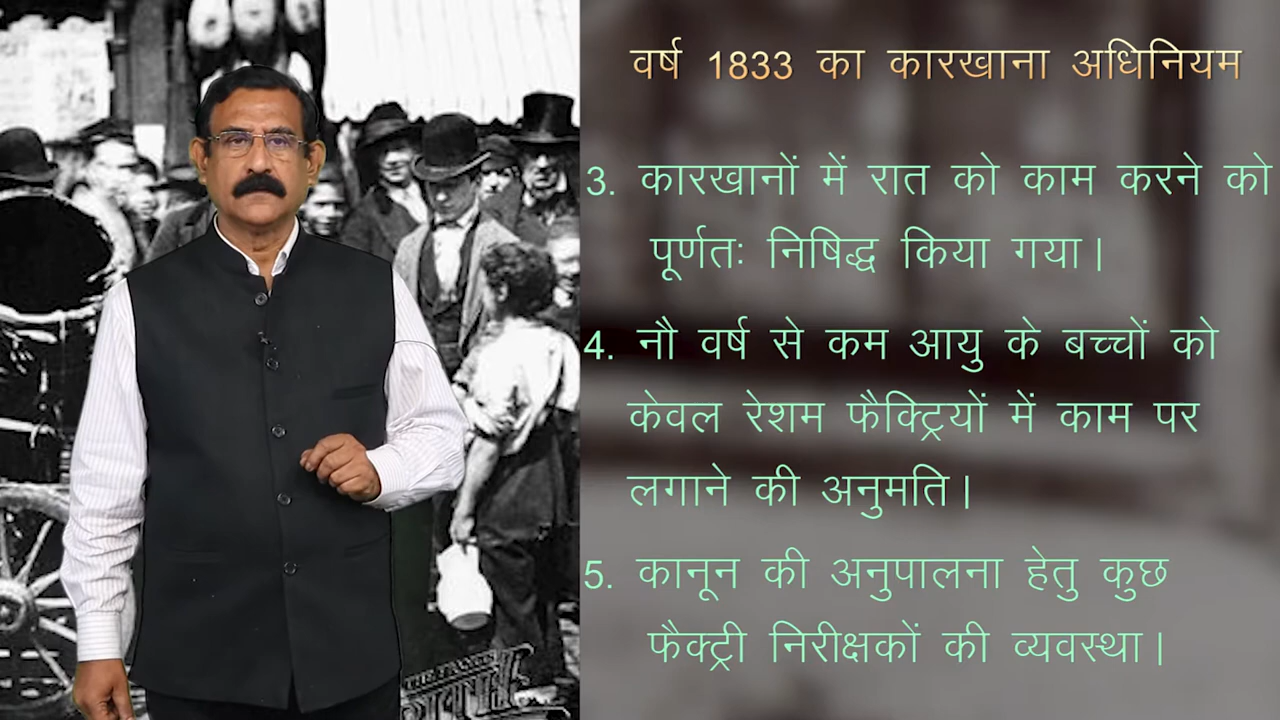 वर्ष 1833 का कारखाना अधिनियम
3. कारखानों में रात को काम करने को
पूर्णतः निषिद्ध किया गया।
4. नौ वर्ष से कम आयु के बच्चों को
केवल रेशम फैक्ट्रियों में काम पर
लगाने की अनुमति।
5. कानून की अनुपालना हेतु कुछ
फैक्ट्री निरीक्षकों की व्यवस्था।